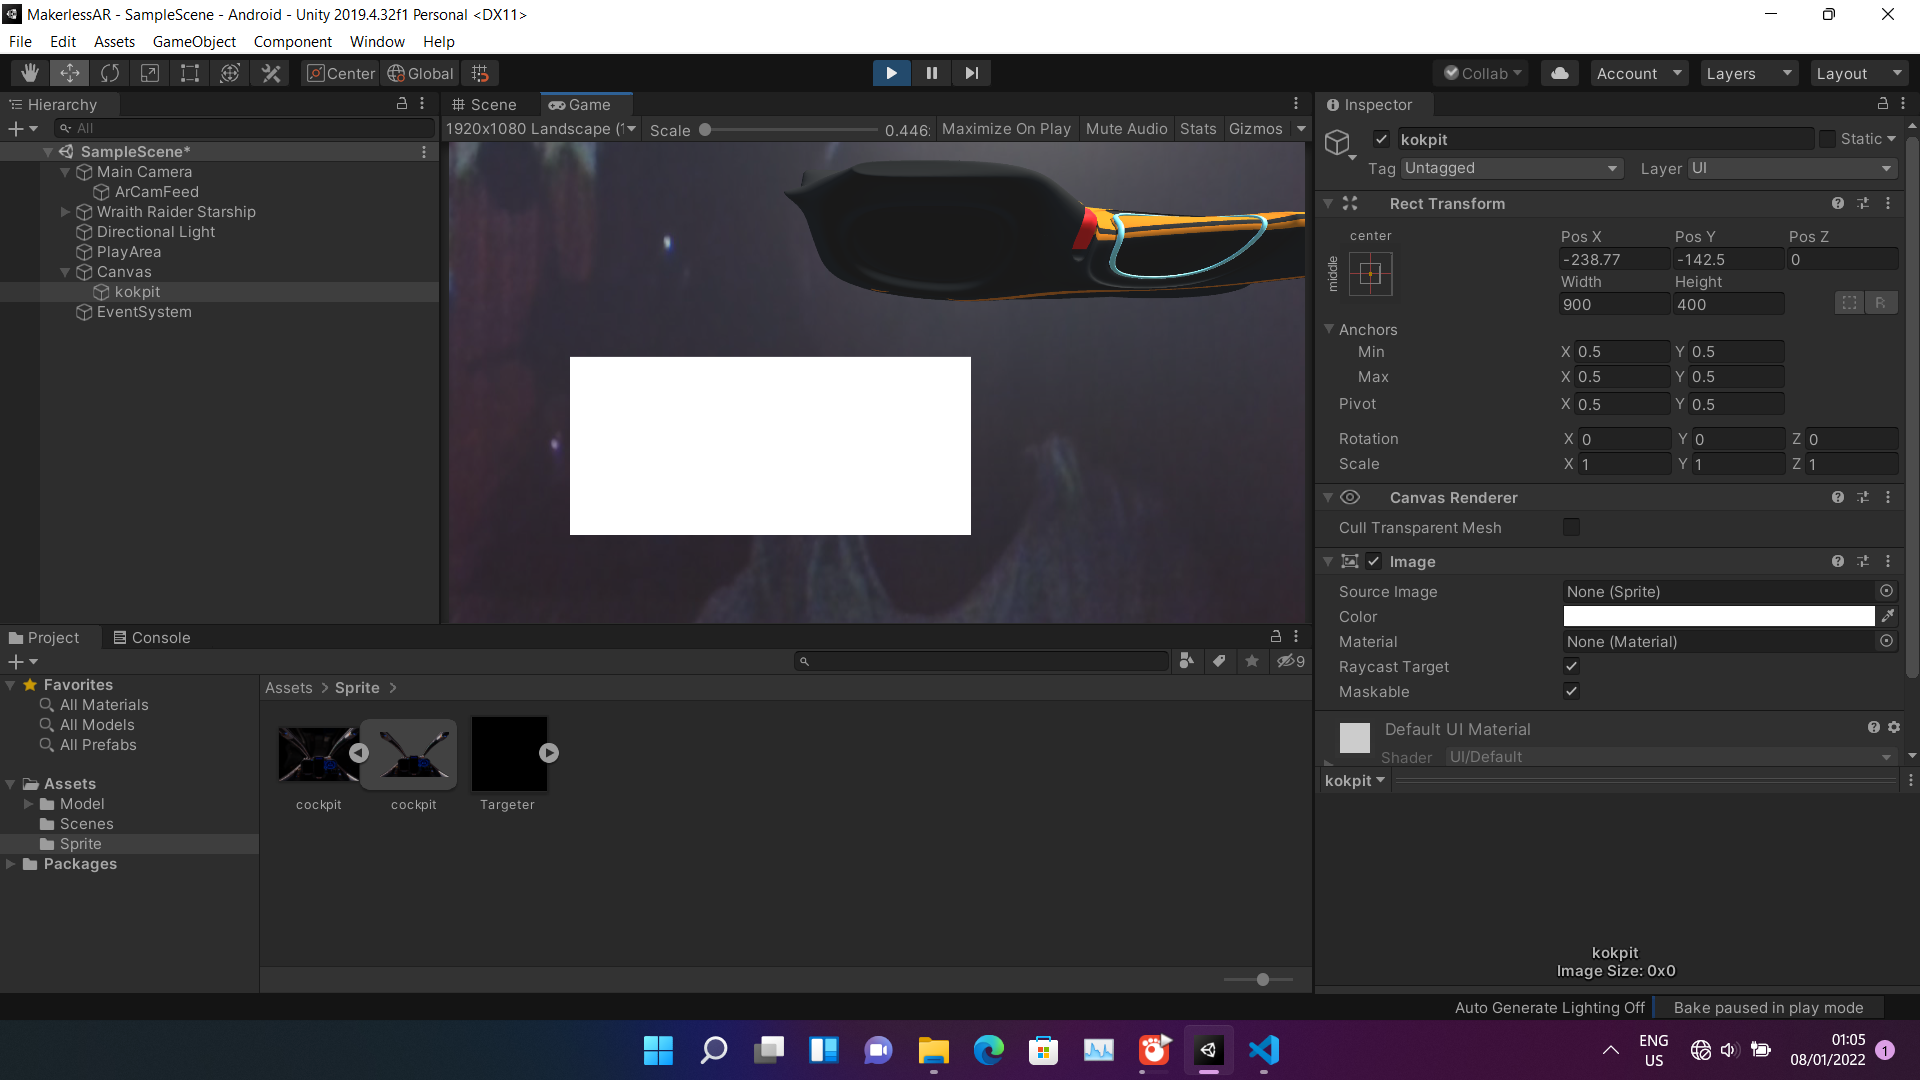 MakerlessAR - SampleScene - Android - Unity 2019.4.32f1 Personal <DX11>
File Edit Assets GameObject Component Window Help
Center Global Collab Account Layers Layout
Hierarchy
All
SampleScene*
Main Camera
ArCamFeed
Wraith Raider Starship
Directional Light
PlayArea
Canvas
kokpit
EventSystem
Scene Game
1920x1080 Landscape (1 Scale 0.446: Maximize On Play Mute Audio Stats Gizmos
Inspector
kokpit Static
Tag Untagged Layer UI
Rect Transform
center
middle
Pos X Pos Y Pos Z
-238.77 -142.5 0
Width Height
900 400 R
Anchors
Min X 0.5 Y 0.5
Max X 0.5 Y 0.5
Pivot X 0.5 Y 0.5
Rotation X 0 Y 0 Z 0
Scale X 1 Y 1 Z 1
Canvas Renderer
Cull Transparent Mesh
Image
Source Image None (Sprite)
Color
Material None (Material)
Raycast Target
Maskable
Default UI Material
Shader UI/Default
kokpit
kokpit
Image Size: 0x0
Project Console
9
Favorites
All Materials
All Models
All Prefabs
Assets
Model
Scenes
Sprite
Packages
Assets > Sprite >
cockpit cockpit Targeter
Auto Generate Lighting Off Bake paused in play mode
ENG
US
01:05
08/01/2022
1